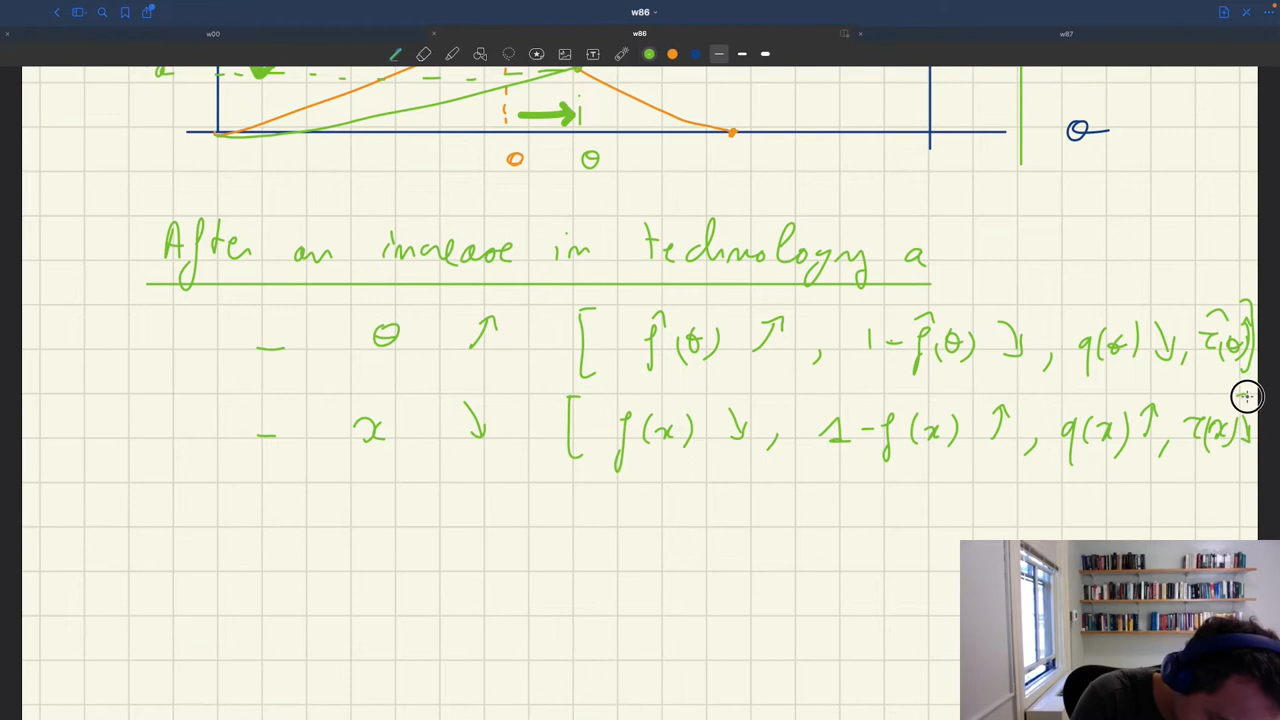 w86
w00 w86 w87
a
i
θ θ θ
After an increase in technology a
— θ ↗ [ f̂(θ) ↗, 1-f̂(θ) ↘, q(θ) ↘, τ̂(θ)↑]
— x ↘ [ f(x) ↘, 1-f(x) ↑, q(x)↑, τ(x)↓